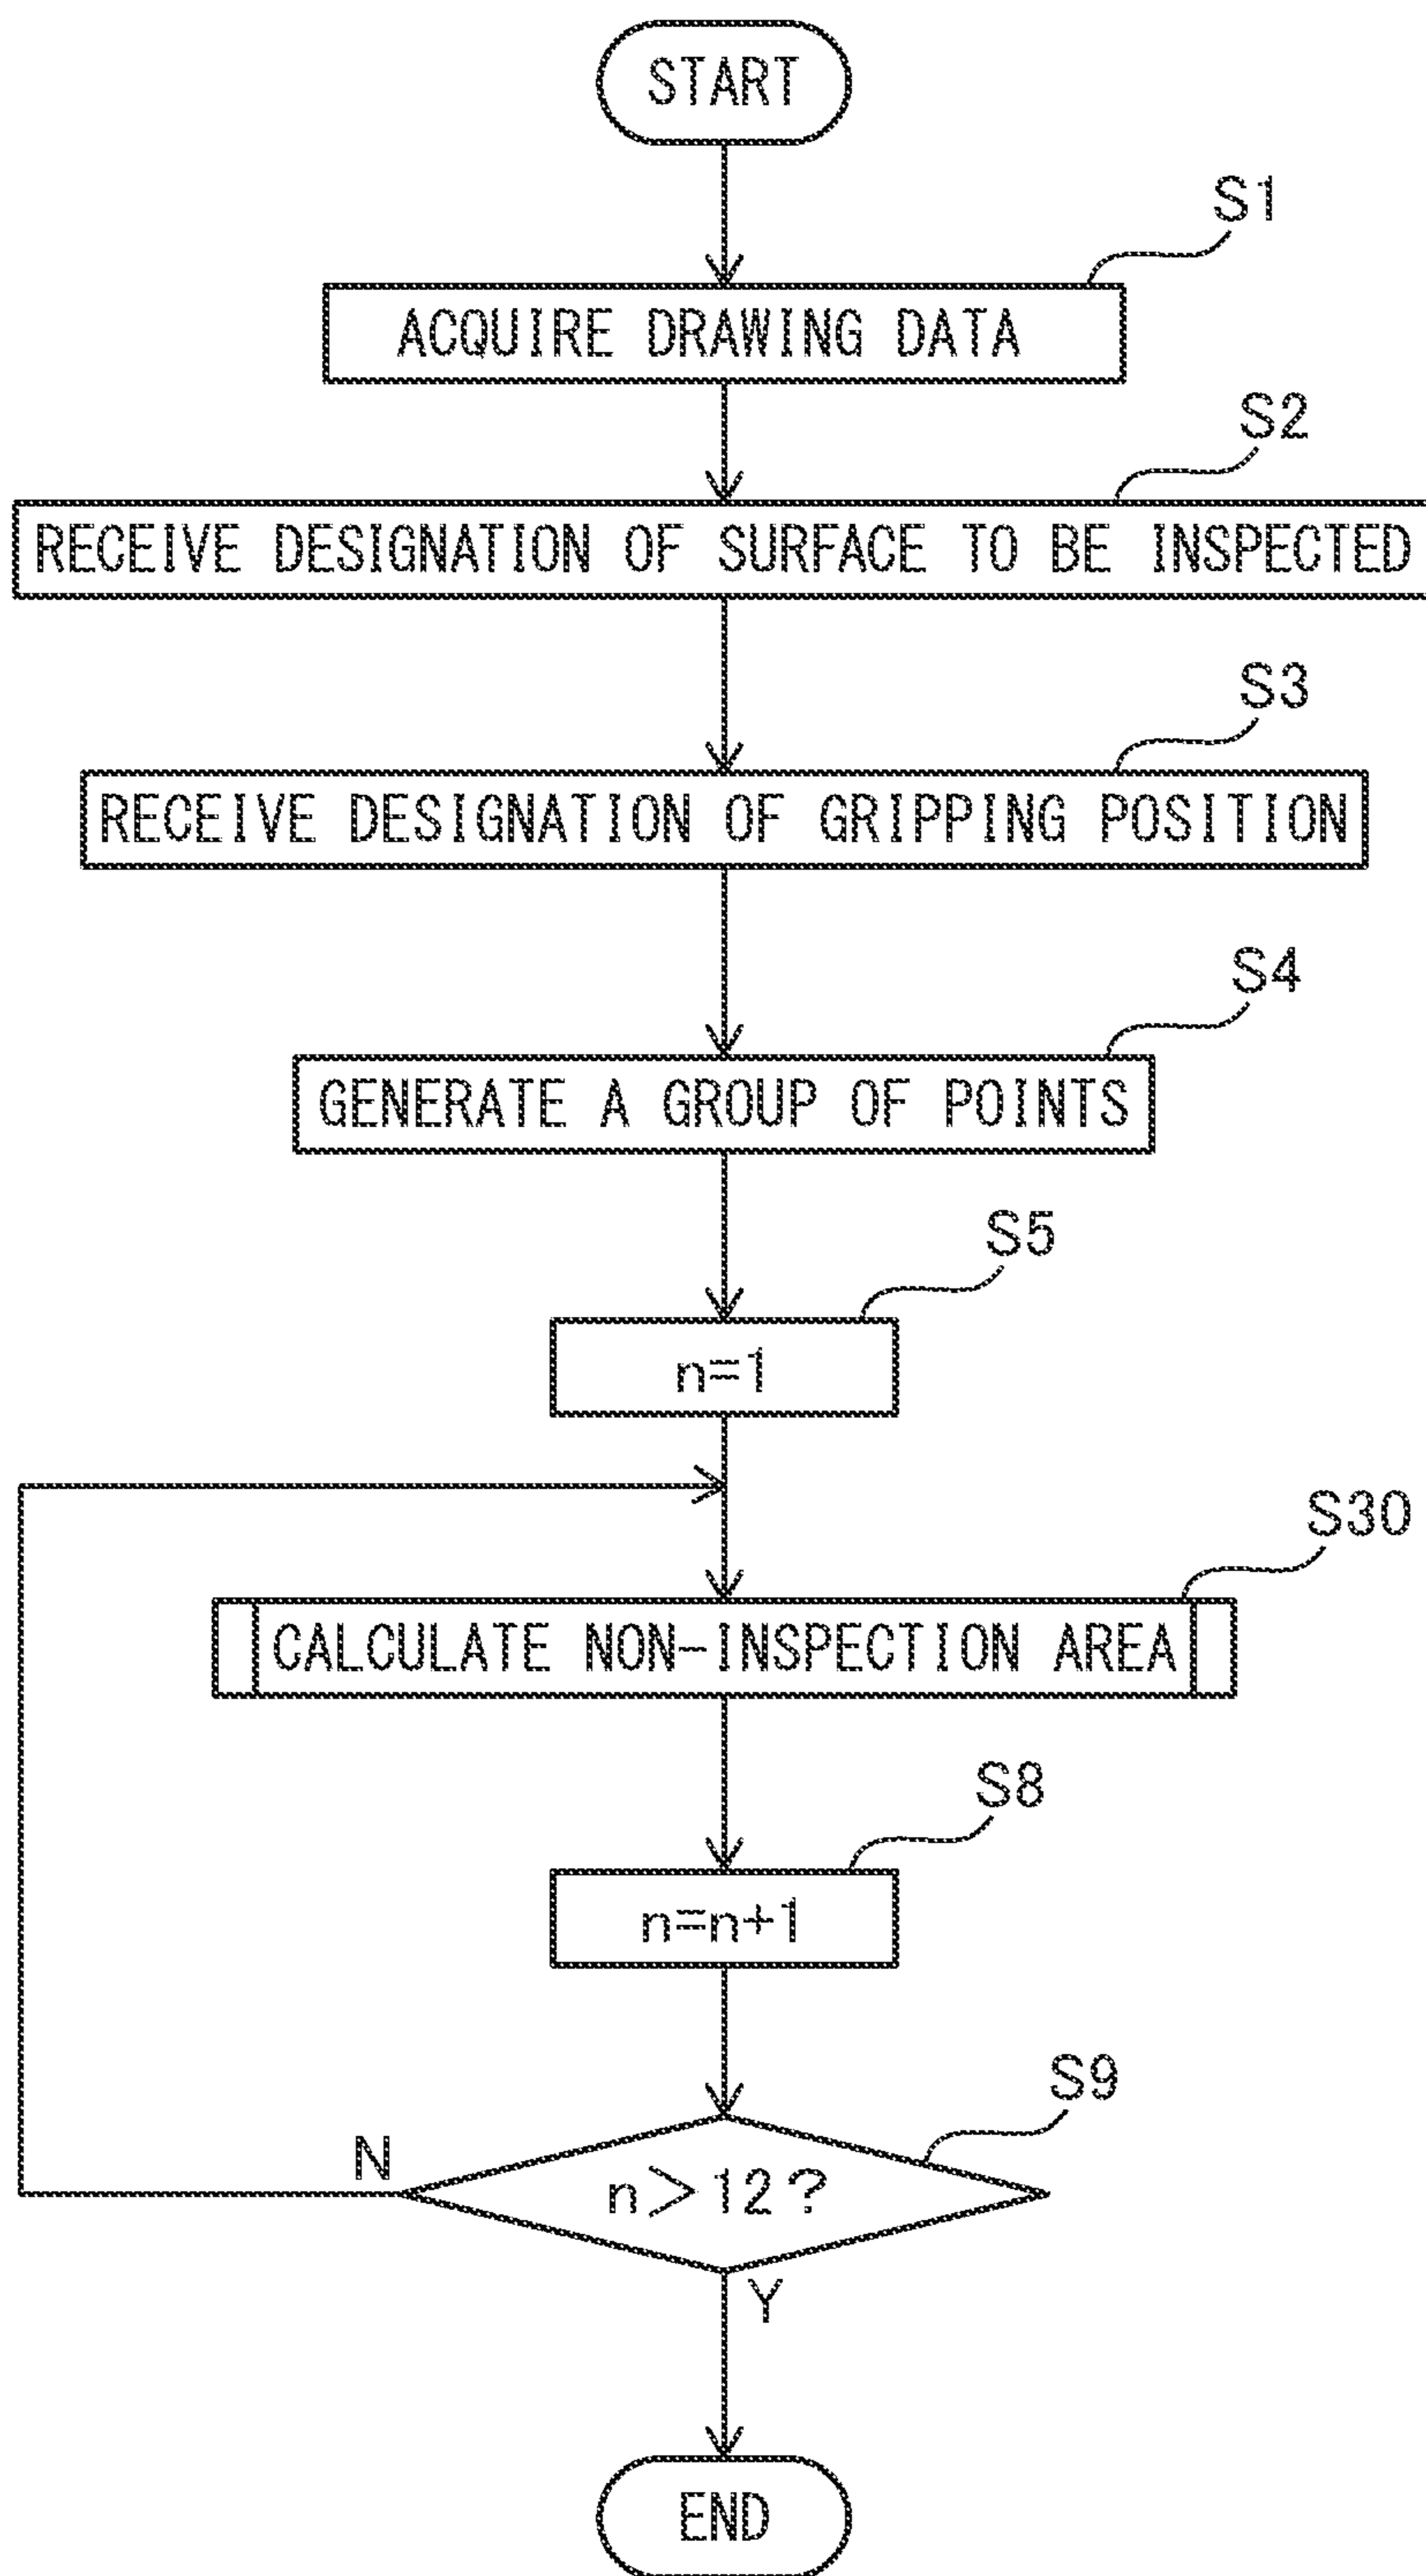 START
S1
ACQUIRE DRAWING DATA
S2
RECEIVE DESIGNATION OF SURFACE TO BE INSPECTED
S3
RECEIVE DESIGNATION OF GRIPPING POSITION
S4
GENERATE A GROUP OF POINTS
S5
n=1
S30
CALCULATE NON-INSPECTION AREA
S8
n=n+1
S9
N
n>12?
Y
END